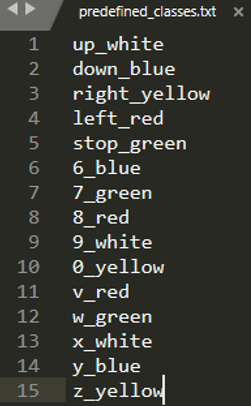 predefined_classes.txt
1 up_white
2 down_blue
3 right_yellow
4 left_red
5 stop_green
6 6_blue
7 7_green
8 8_red
9 9_white
10 0_yellow
11 v_red
12 w_green
13 x_white
14 y_blue
15 z_yellow